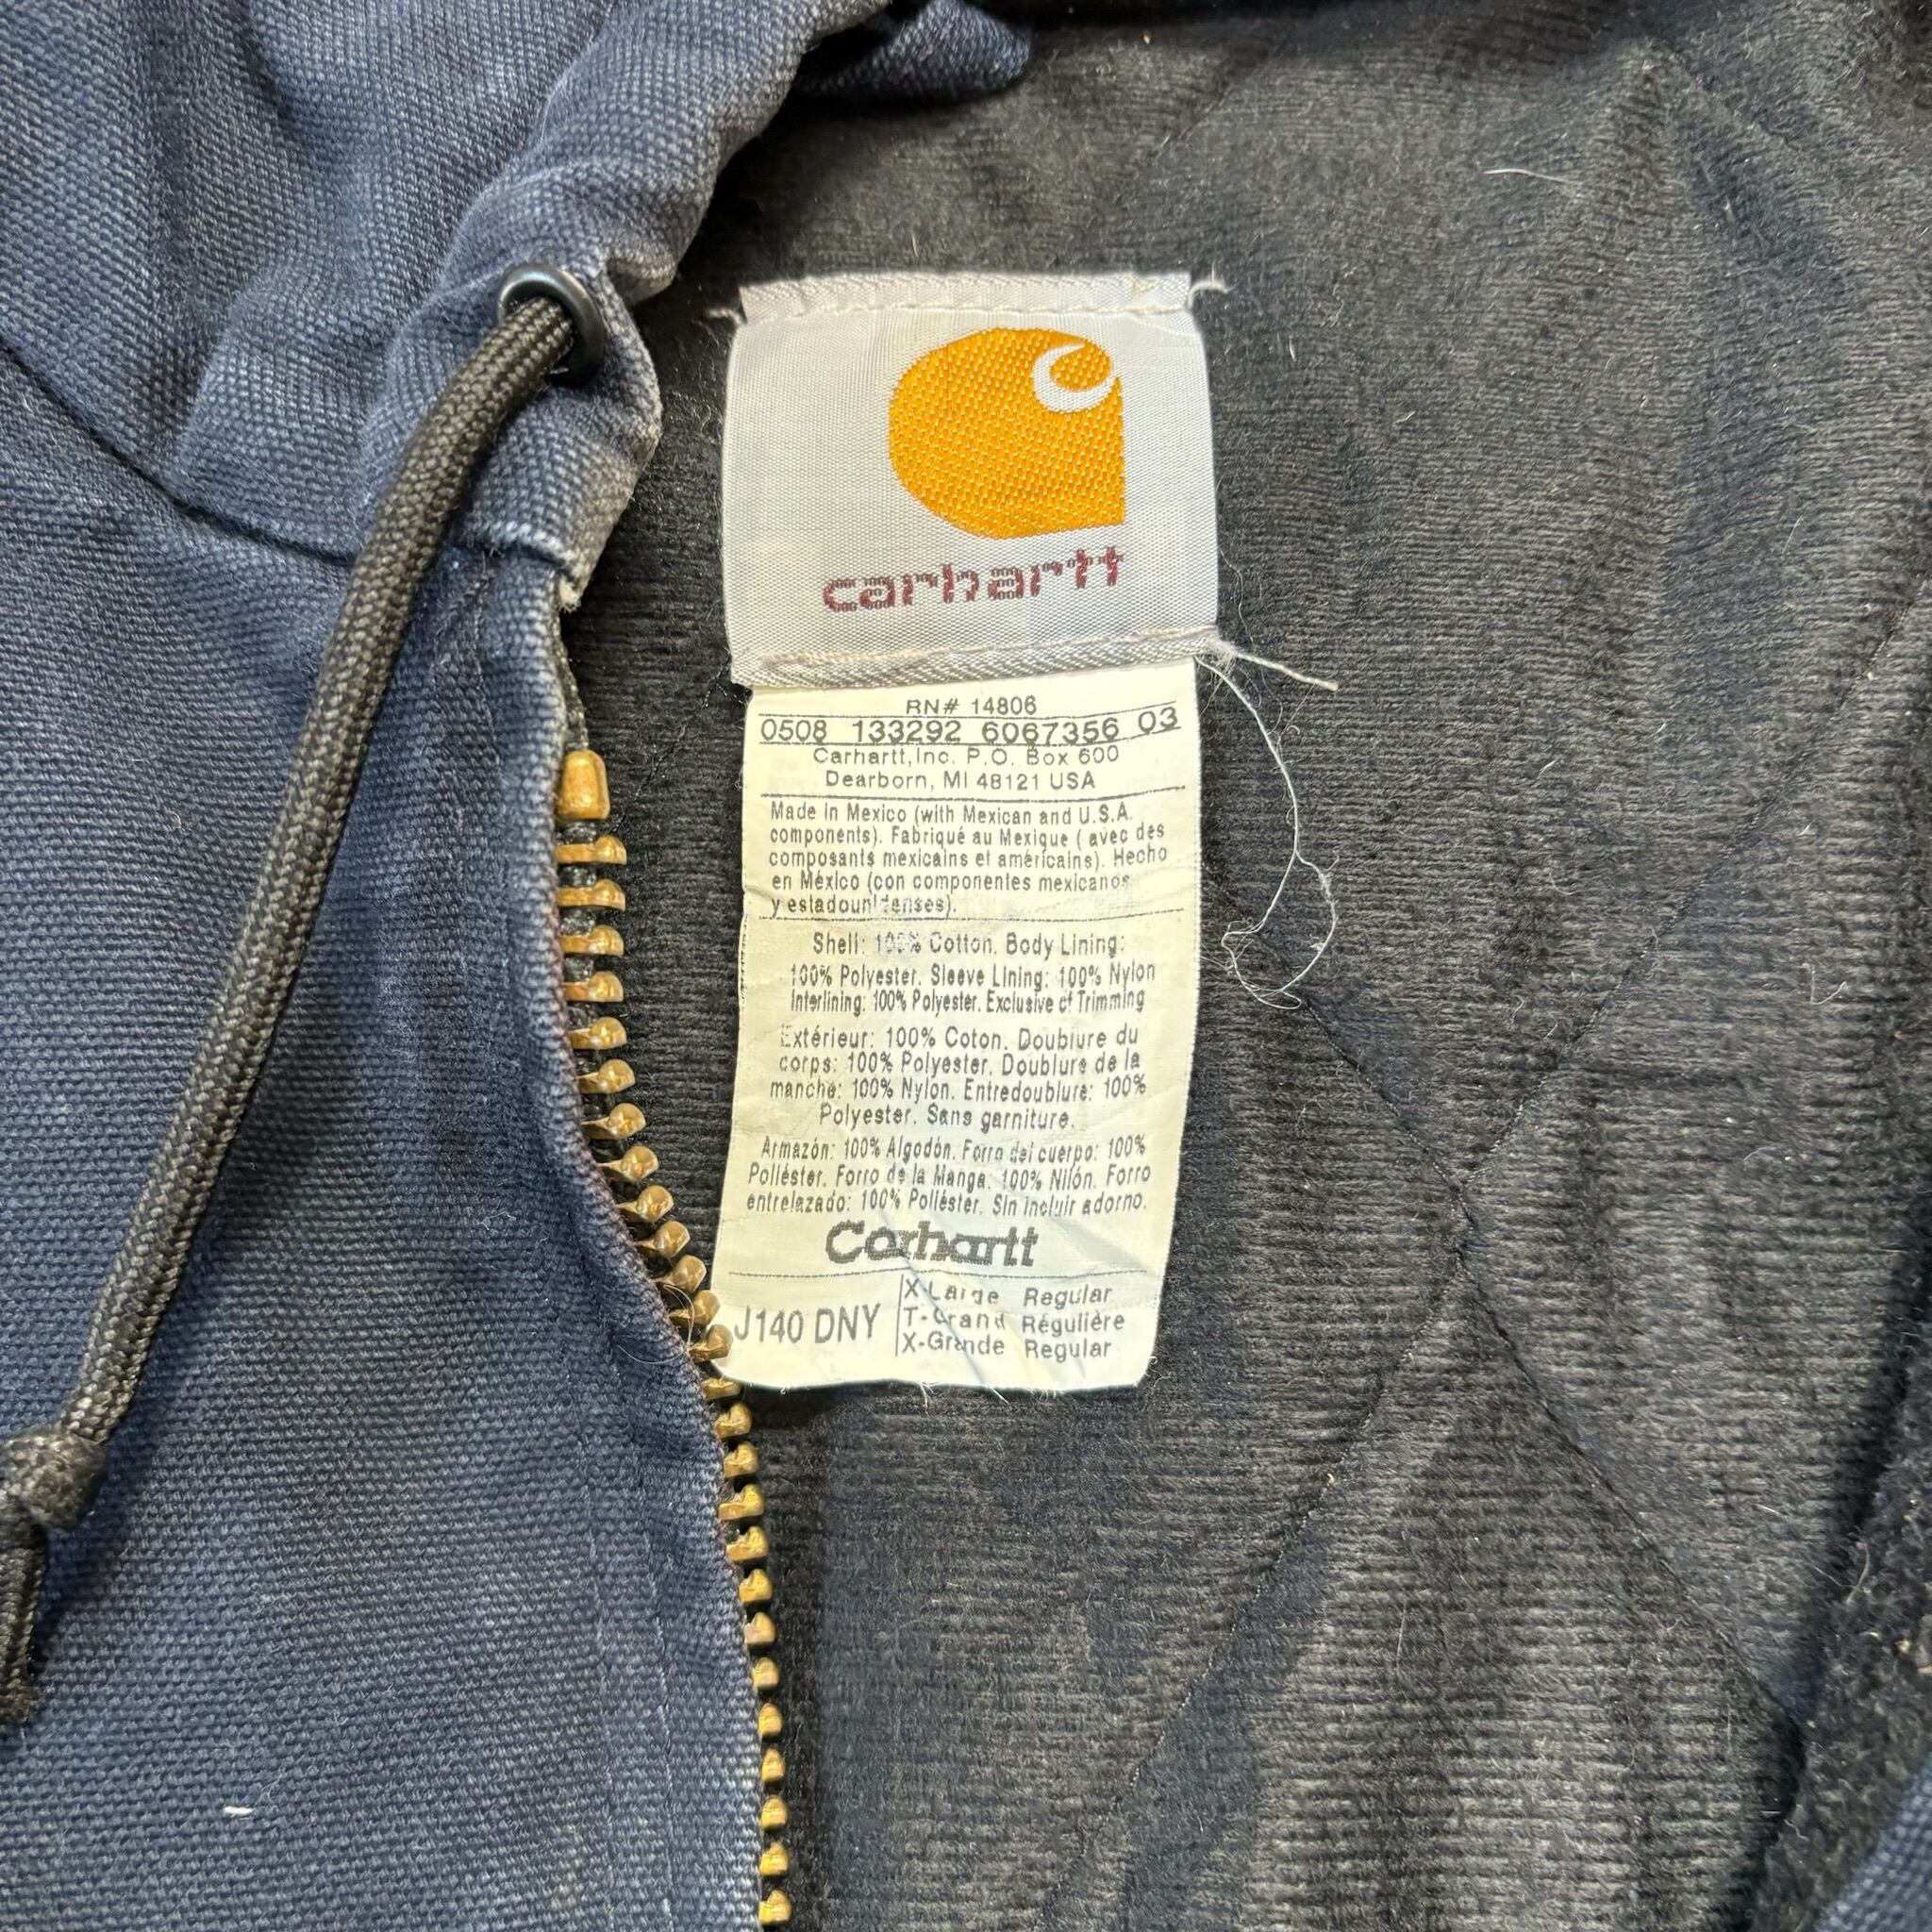 carhartt
RN# 14806
0508 133292 6067356 03
Carhartt,Inc. P.O. Box 600
Dearborn, MI 48121 USA
Made in Mexico (with Mexican and U.S.A.
components). Fabriqué au Mexique ( avec des
composants mexicains et américains). Hecho
en México (con componentes mexicanos
y estadounidenses).
Shell: 100% Cotton. Body Lining:
100% Polyester. Sleeve Lining: 100% Nylon
Interlining: 100% Polyester. Exclusive of Trimming
Extérieur: 100% Coton. Doublure du
corps: 100% Polyester. Doublure de la
manche: 100% Nylon. Entredoublure: 100%
Polyester. Sans garniture.
Armazón: 100% Algodón. Forro del cuerpo: 100%
Poliéster. Forro de la Manga: 100% Nilón. Forro
entrelazado: 100% Poliéster. Sin incluir adorno.
Carhartt
J140 DNY
X-Large Regular
T-Grand Régulière
X-Grande Regular